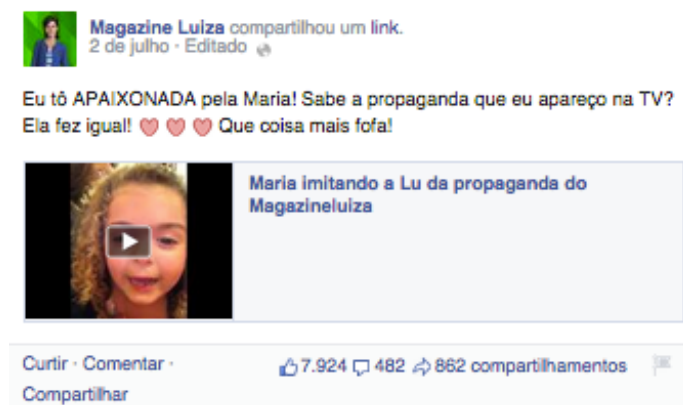 Magazine Luiza compartilhou um link.
2 de julho · Editado
Eu tô APAIXONADA pela Maria! Sabe a propaganda que eu apareço na TV?
Ela fez igual! Que coisa mais fofa!
Maria imitando a Lu da propaganda do
Magazineluiza
Curtir · Comentar ·
Compartilhar
7.924 482 862 compartilhamentos